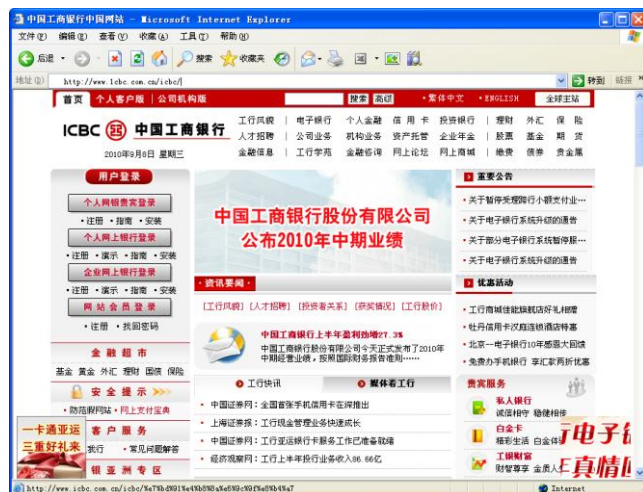 中国工商银行中国网站 - Microsoft Internet Explorer
文件(F) 编辑(E) 查看(V) 收藏(A) 工具(T) 帮助(H)
后退 搜索 收藏夹
地址(D) http://www.icbc.com.cn/icbc/ 转到 链接
首页 个人客户版 | 公司机构版 搜索 高级 ·繁体中文 ·ENGLISH 全球主站
ICBC 中国工商银行
工行风貌 | 电子银行 个人金融 信用卡 投资银行 | 理财 外汇 保险
人才招聘 | 公司业务 机构业务 资产托管 企业年金 | 股票 基金 期货
金融信息 | 工行学苑 金融咨询 网上论坛 网上商城 | 缴费 债券 贵金属
2010年9月8日 星期三
用户登录
个人网银贵宾登录
·注册 ·指南 ·安装
个人网上银行登录
·注册 ·演示 ·指南 ·安装
企业网上银行登录
·注册 ·演示 ·指南 ·安装
网站会员登录
·注册 ·找回密码
金融超市
基金 黄金 外汇 理财 国债 保险
安全提示
·防范假网站 ·网上支付宝典
客户服务
·常见问题解答
银亚洲专区
一卡通亚运
三重好礼来
中国工商银行股份有限公司
公布2010年中期业绩
·资讯要闻·
[工行风貌] [人才招聘] [投资者关系] [获奖情况] [工行股价]
中国工商银行上半年盈利劲增27.3%
中国工商银行股份有限公司今天正式发布了2010年
中期经营业绩，按照国际财务报告准则……
工行快讯 媒体看工行
·中国证券网：全国首张手机信用卡在深推出
·上海证券报：工行现金管理业务快速成长
·中国证券网：工行亚运银行卡服务工作已准备就绪
·经济观察网：工行上半年投行业务收入86.66亿
重要公告
·关于暂停受理跨行小额支付业…
·关于电子银行系统升级的通告
·关于部分电子银行系统暂停服…
·关于电子银行系统升级的通告
优惠活动
·工行商城佳能旗舰店好礼相赠
·牡丹信用卡汉庭连锁酒店特惠
·北京-电子银行10年感恩大回馈
·免费办手机银行 享汇款两折优惠
贵宾服务
私人银行
诚信相守 稳健相传
白金卡
精彩生活 白金体
工银财富
财智尊享 金质人
Internet